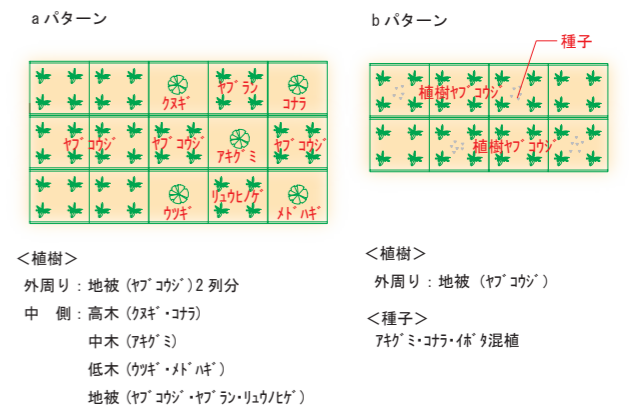 aパターン
bパターン
種子
ｸﾇｷﾞ
ﾔﾌﾞﾗﾝ
ｺﾅﾗ
ﾔﾌﾞｺｳｼﾞ
ﾔﾌﾞｺｳｼﾞ
ｱｷｸﾞﾐ
ﾔﾌﾞｺｳｼﾞ
ｳﾂｷﾞ
ﾘｭｳﾋﾉｹﾞ
ﾒﾄﾞﾊｷﾞ
植樹ﾔﾌﾞｺｳｼﾞ
植樹ﾔﾌﾞｺｳｼﾞ
＜植樹＞
外周り：地被（ﾔﾌﾞｺｳｼﾞ）2列分
中　側：高木（ｸﾇｷﾞ･ｺﾅﾗ）
中木（ｱｷｸﾞﾐ）
低木（ｳﾂｷﾞ･ﾒﾄﾞﾊｷﾞ）
地被（ﾔﾌﾞｺｳｼﾞ･ﾔﾌﾞﾗﾝ･ﾘｭｳﾉﾋｹﾞ）
＜植樹＞
外周り：地被（ﾔﾌﾞｺｳｼﾞ）
＜種子＞
ｱｷｸﾞﾐ･ｺﾅﾗ･ｲﾎﾞﾀ混植